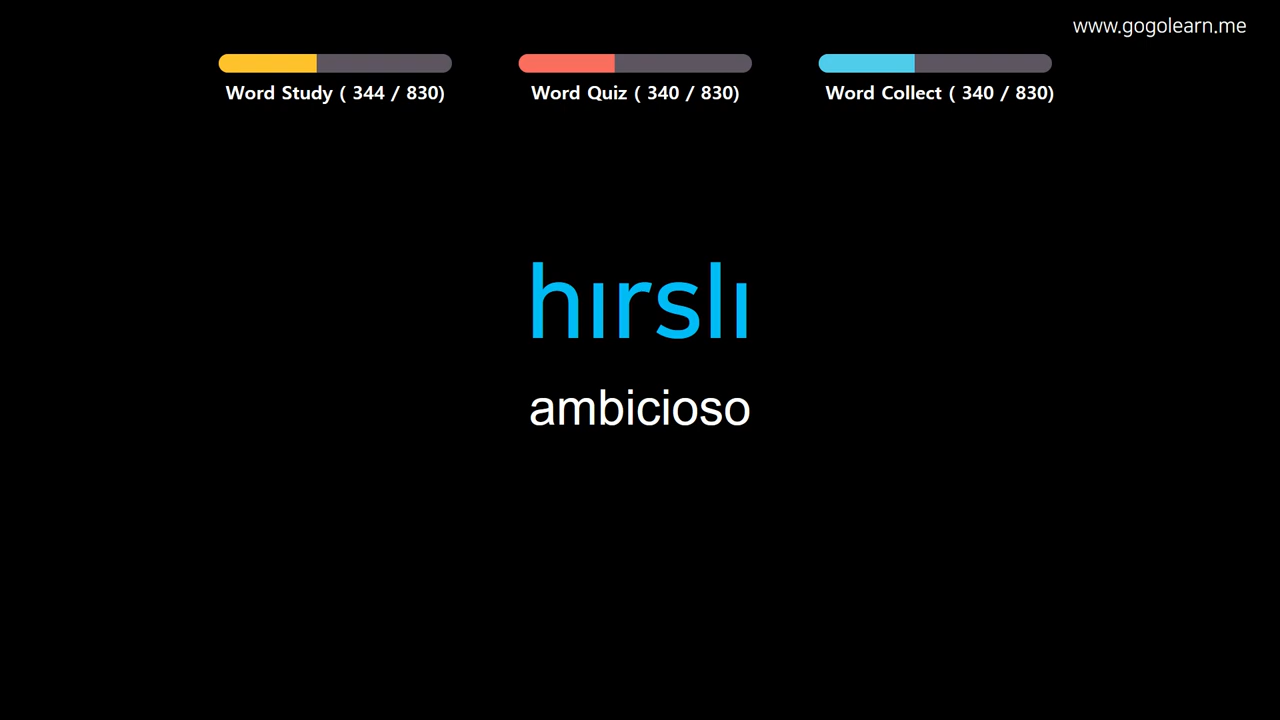 www.gogolearn.me
Word Study ( 344 / 830)
Word Quiz ( 340 / 830)
Word Collect ( 340 / 830)
hırslı
ambicioso